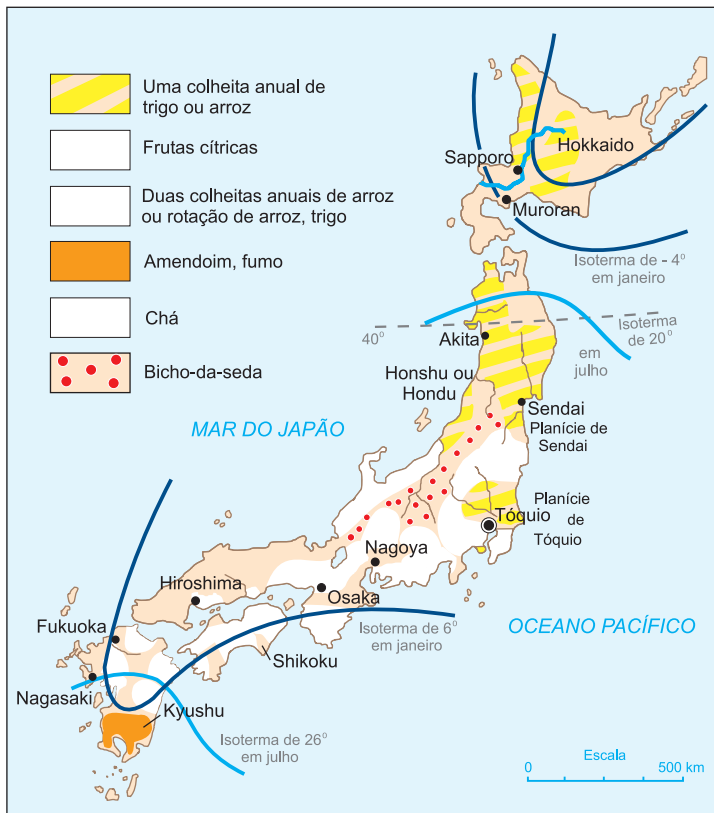 Uma colheita anual de
trigo ou arroz
Frutas cítricas
Duas colheitas anuais de arroz
ou rotação de arroz, trigo
Amendoim, fumo
Chá
Bicho-da-seda
Hokkaido
Sapporo
Muroran
Isoterma de - 4º
em janeiro
Isoterma
de 20º
em
julho
40º
Akita
Honshu ou
Hondu
Sendai
Planície de
Sendai
MAR DO JAPÃO
Planície
de
Tóquio
Tóquio
Nagoya
Hiroshima
Osaka
OCEANO PACÍFICO
Isoterma de 6º
em janeiro
Fukuoka
Shikoku
Nagasaki
Kyushu
Isoterma de 26º
em julho
Escala
0 500 km